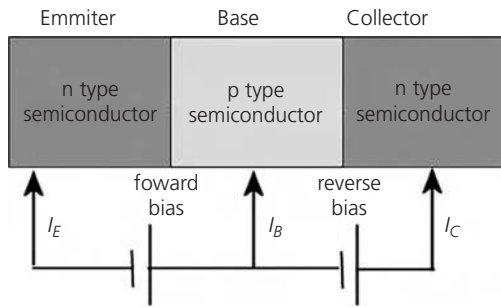 Emmiter Base Collector
n type semiconductor
p type semiconductor
n type semiconductor
foward bias
reverse bias
I_E
I_B
I_C